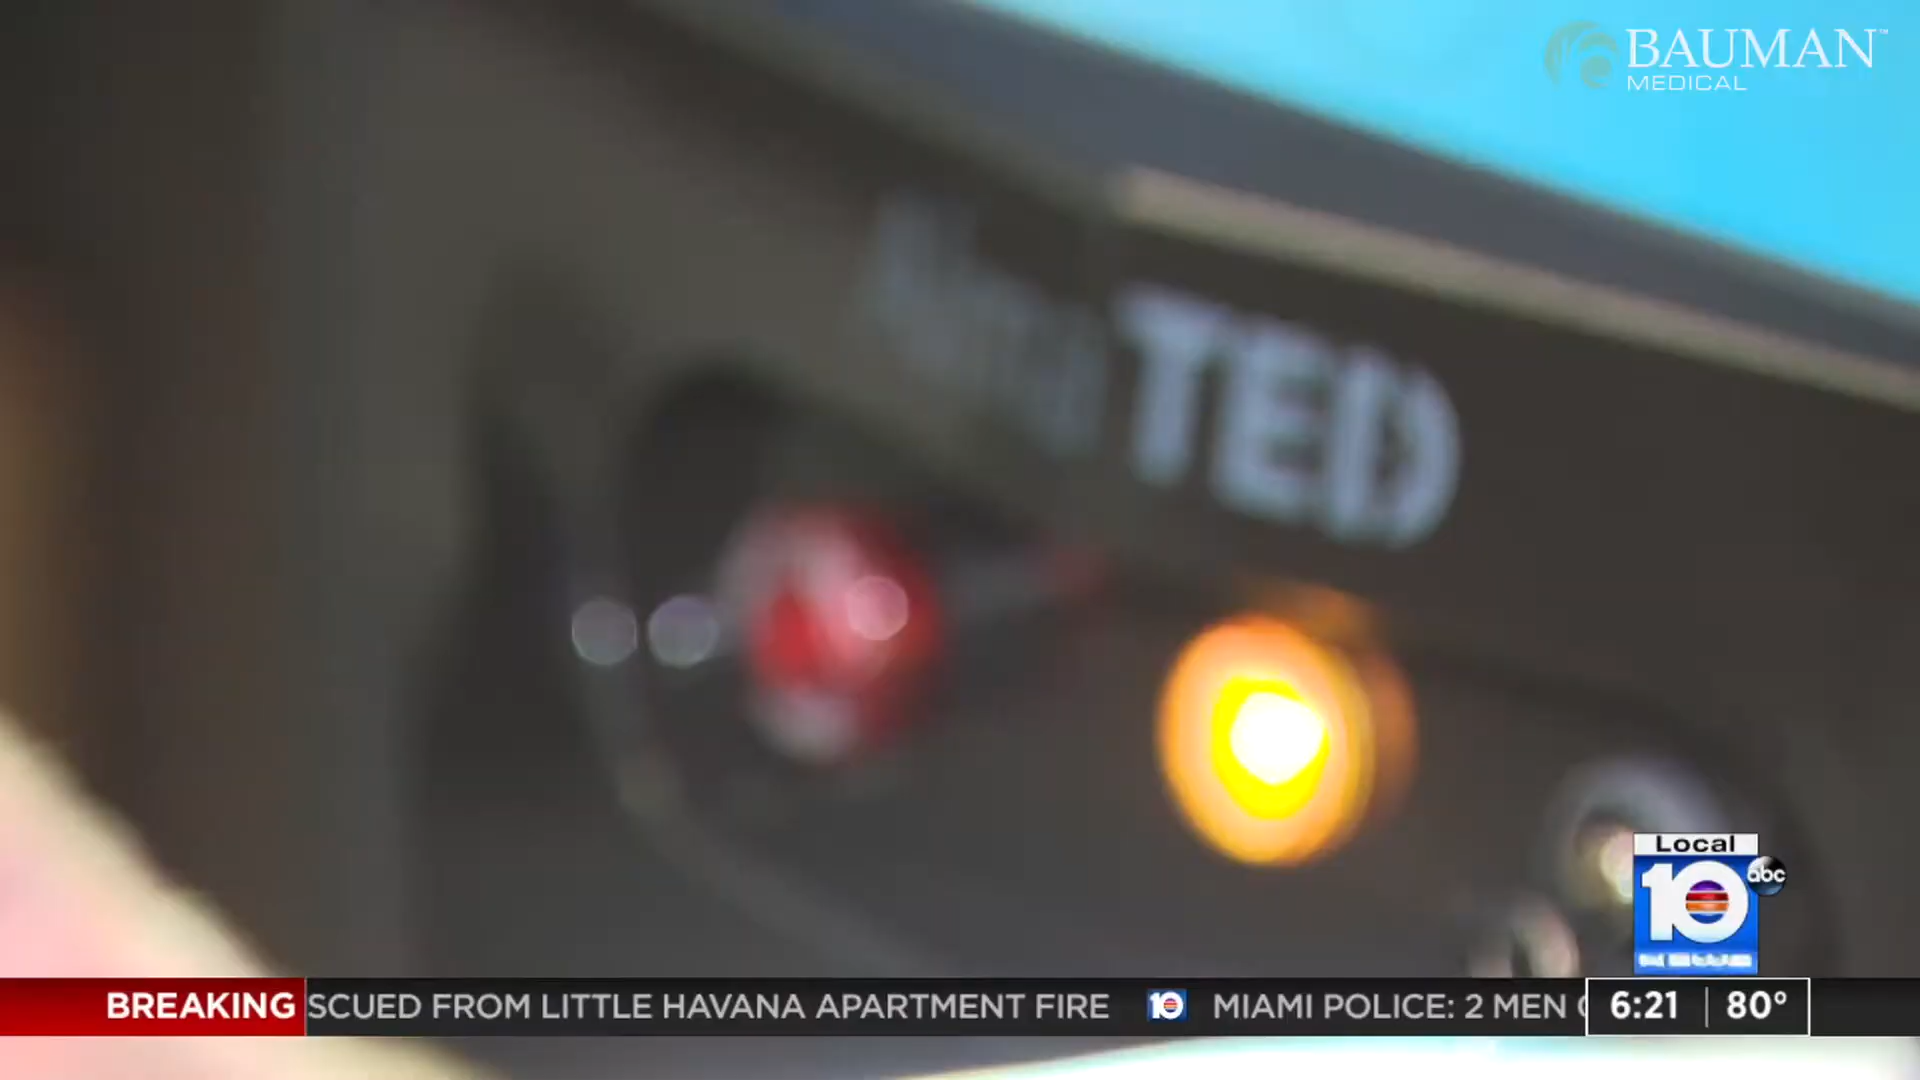 BAUMAN™
MEDICAL
TED
Local
10
abc
BREAKING
SCUED FROM LITTLE HAVANA APARTMENT FIRE
10
MIAMI POLICE: 2 MEN
6:21
80°